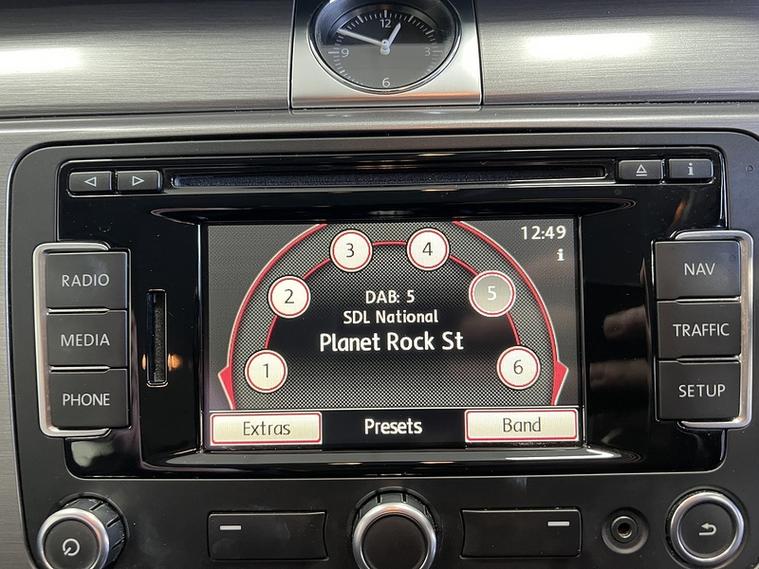 12
9
3
6
i
RADIO
MEDIA
PHONE
NAV
TRAFFIC
SETUP
12:49
i
1
2
3
4
5
6
DAB: 5
SDL National
Planet Rock St
Extras
Presets
Band